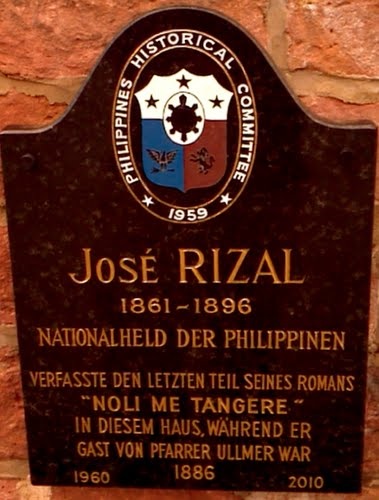 PHILIPPINES HISTORICAL COMMITTEE
1959
JOSÉ RIZAL
1861-1896
NATIONALHELD DER PHILIPPINEN
VERFASSTE DEN LETZTEN TEIL SEINES ROMANS
"NOLI ME TANGERE"
IN DIESEM HAUS, WÄHREND ER
GAST VON PFARRER ULLMER WAR
1886
1960 2010